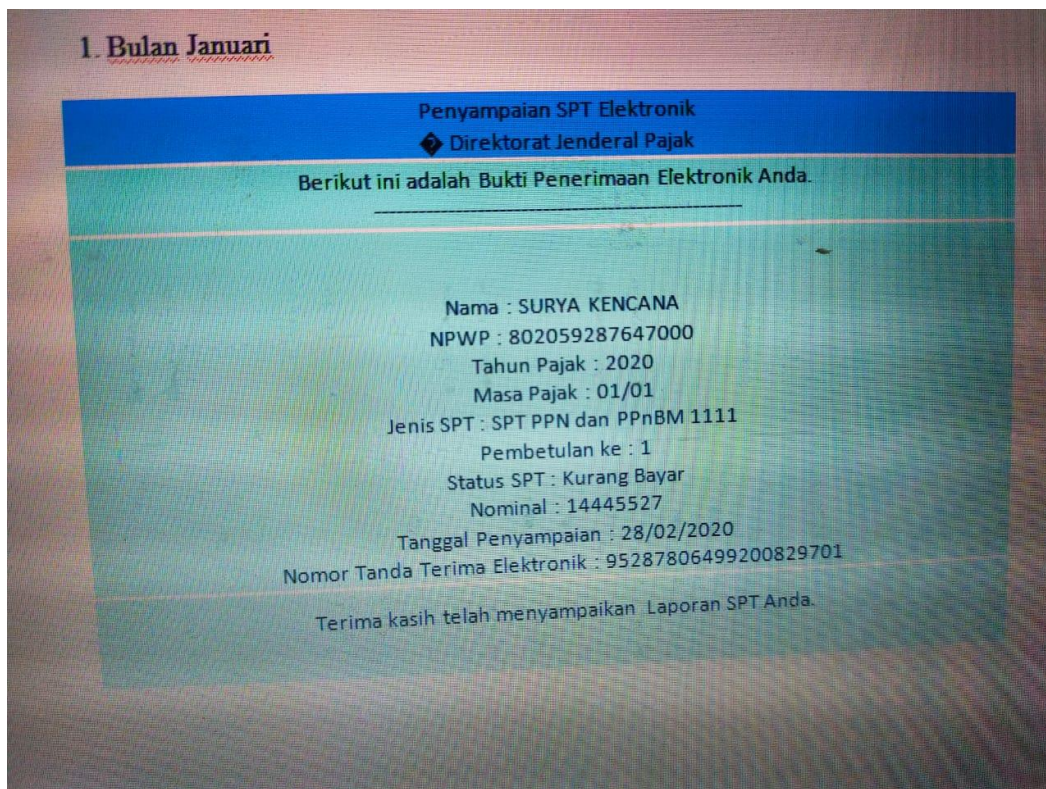 1. Bulan Januari
Penyampaian SPT Elektronik
� Direktorat Jenderal Pajak
Berikut ini adalah Bukti Penerimaan Elektronik Anda.
Nama : SURYA KENCANA
NPWP : 802059287647000
Tahun Pajak : 2020
Masa Pajak : 01/01
Jenis SPT : SPT PPN dan PPnBM 1111
Pembetulan ke : 1
Status SPT : Kurang Bayar
Nominal : 14445527
Tanggal Penyampaian : 28/02/2020
Nomor Tanda Terima Elektronik : 95287806499200829701
Terima kasih telah menyampaikan Laporan SPT Anda.